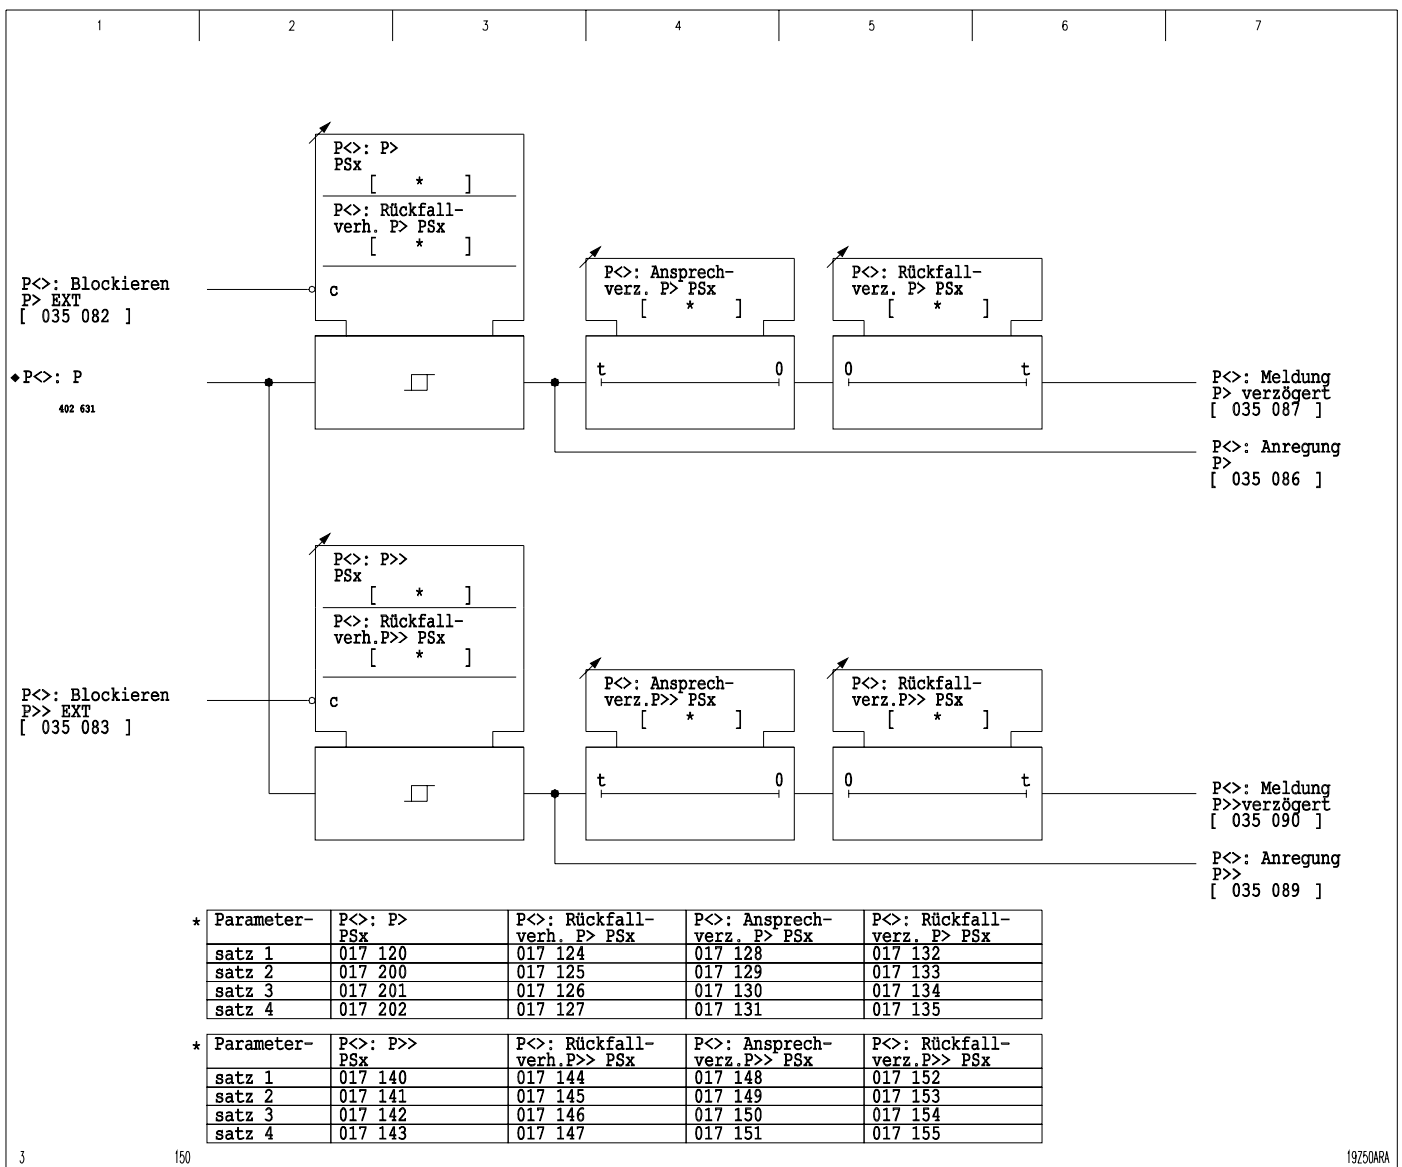 1 2 3 4 5 6 7
P<>: P>
PSx
[ * ]
P<>: Rückfall-
verh. P> PSx
[ * ]
c
P<>: Blockieren
P> EXT
[ 035 082 ]
P<>: Ansprech-
verz. P> PSx
[ * ]
P<>: Rückfall-
verz. P> PSx
[ * ]
t 0
0 t
◆P<>: P
402 631
P<>: Meldung
P> verzögert
[ 035 087 ]
P<>: Anregung
P>
[ 035 086 ]
P<>: P>>
PSx
[ * ]
P<>: Rückfall-
verh.P>> PSx
[ * ]
c
P<>: Blockieren
P>> EXT
[ 035 083 ]
P<>: Ansprech-
verz.P>> PSx
[ * ]
P<>: Rückfall-
verz.P>> PSx
[ * ]
t 0
0 t
P<>: Meldung
P>>verzögert
[ 035 090 ]
P<>: Anregung
P>>
[ 035 089 ]
* Parameter- P<>: P> P<>: Rückfall- P<>: Ansprech- P<>: Rückfall-
PSx verh. P> PSx verz. P> PSx verz. P> PSx
satz 1 017 120 017 124 017 128 017 132
satz 2 017 200 017 125 017 129 017 133
satz 3 017 201 017 126 017 130 017 134
satz 4 017 202 017 127 017 131 017 135
* Parameter- P<>: P>> P<>: Rückfall- P<>: Ansprech- P<>: Rückfall-
PSx verh.P>> PSx verz.P>> PSx verz.P>> PSx
satz 1 017 140 017 144 017 148 017 152
satz 2 017 141 017 145 017 149 017 153
satz 3 017 142 017 146 017 150 017 154
satz 4 017 143 017 147 017 151 017 155
3 150 19Z50ARA